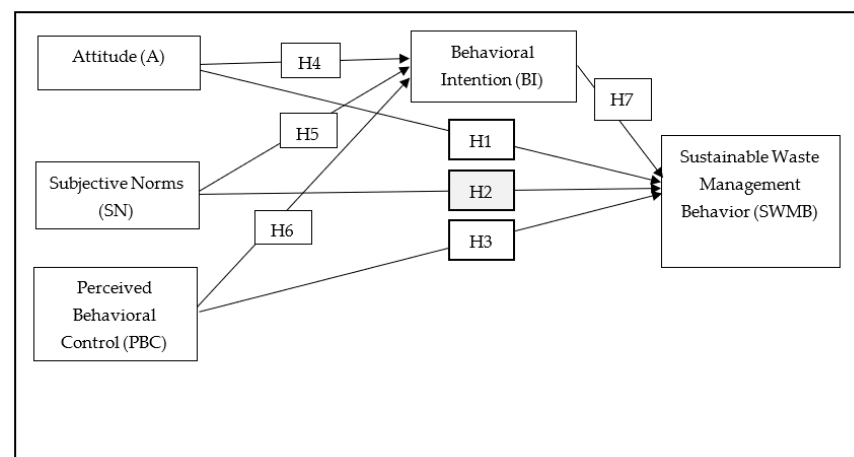 Attitude (A)
H4
Behavioral
Intention (BI)
H7
H5
H1
Sustainable Waste
Management
Behavior (SWMB)
Subjective Norms
(SN)
H2
H6
H3
Perceived
Behavioral
Control (PBC)